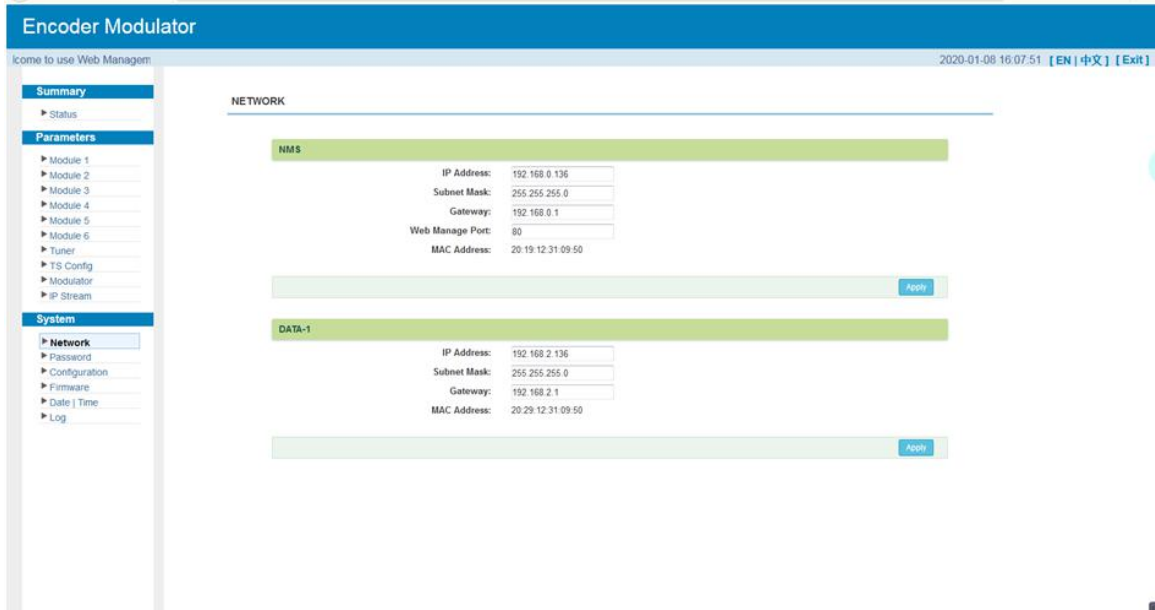 Encoder Modulator
lcome to use Web Managem
2020-01-08 16:07:51 [ EN | 中文 ] [ Exit ]
Summary
Status
Parameters
Module 1
Module 2
Module 3
Module 4
Module 5
Module 6
Tuner
TS Config
Modulator
IP Stream
System
Network
Password
Configuration
Firmware
Date | Time
Log
NETWORK
NMS
IP Address: 192.168.0.136
Subnet Mask: 255.255.255.0
Gateway: 192.168.0.1
Web Manage Port: 80
MAC Address: 20:19:12:31:09:50
Apply
DATA-1
IP Address: 192.168.2.136
Subnet Mask: 255.255.255.0
Gateway: 192.168.2.1
MAC Address: 20:29:12:31:09:50
Apply